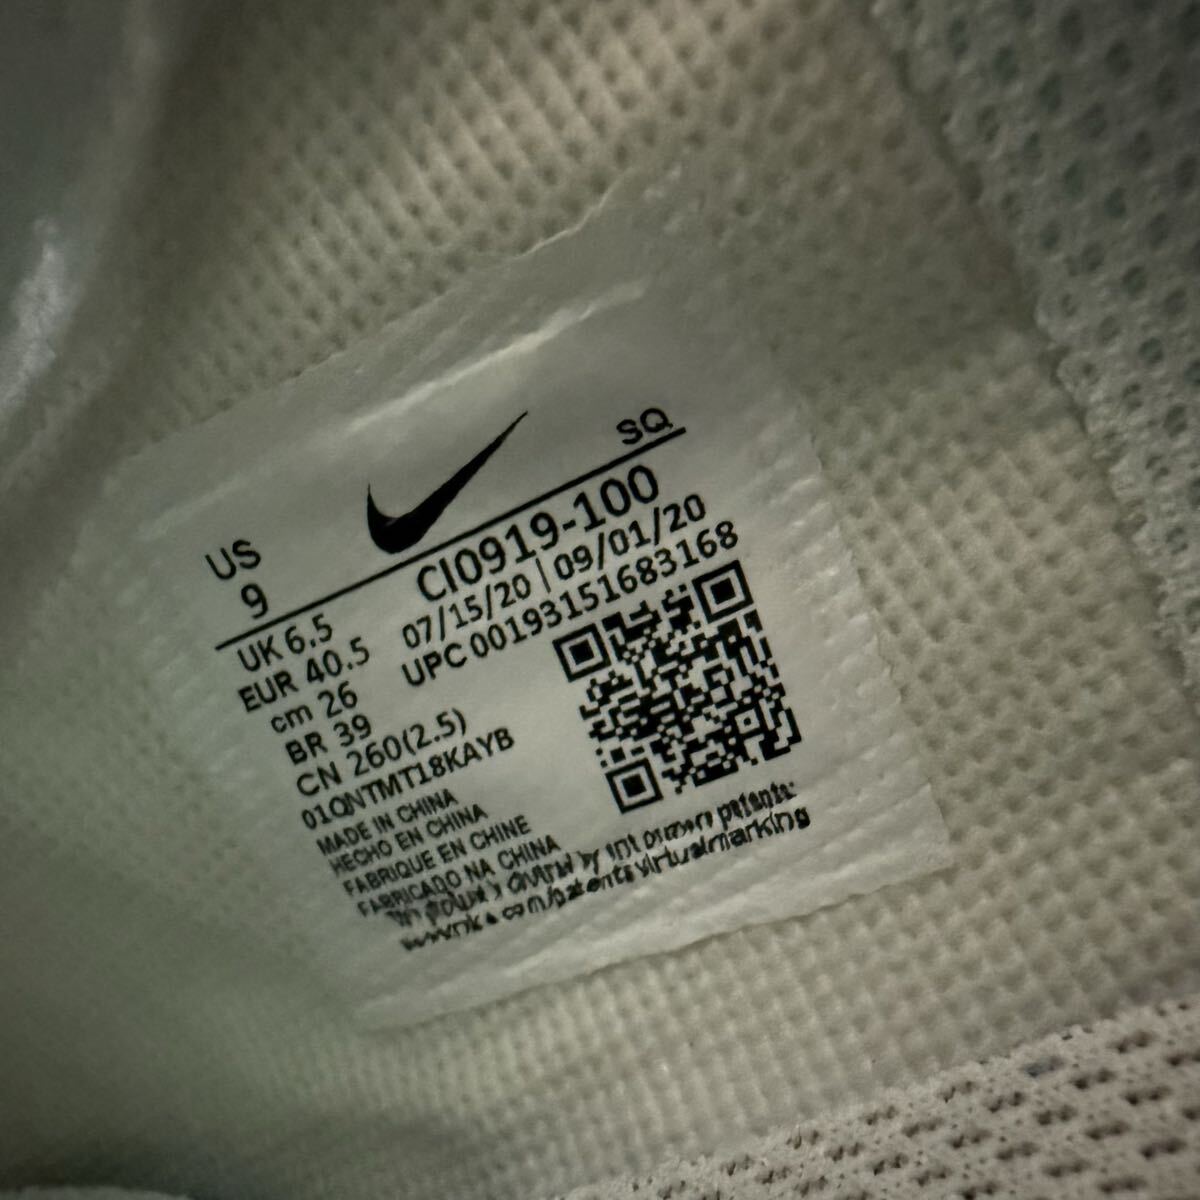 US
9
SQ
UK 6.5
EUR 40.5
cm 26
BR 39
CN 260(2.5)
CI0919-100
07/15/20 | 09/01/20
UPC 00193151683168
01QNTMT18KAYB
MADE IN CHINA
HECHO EN CHINA
FABRIQUE EN CHINE
FABRICADO NA CHINA
by patents: